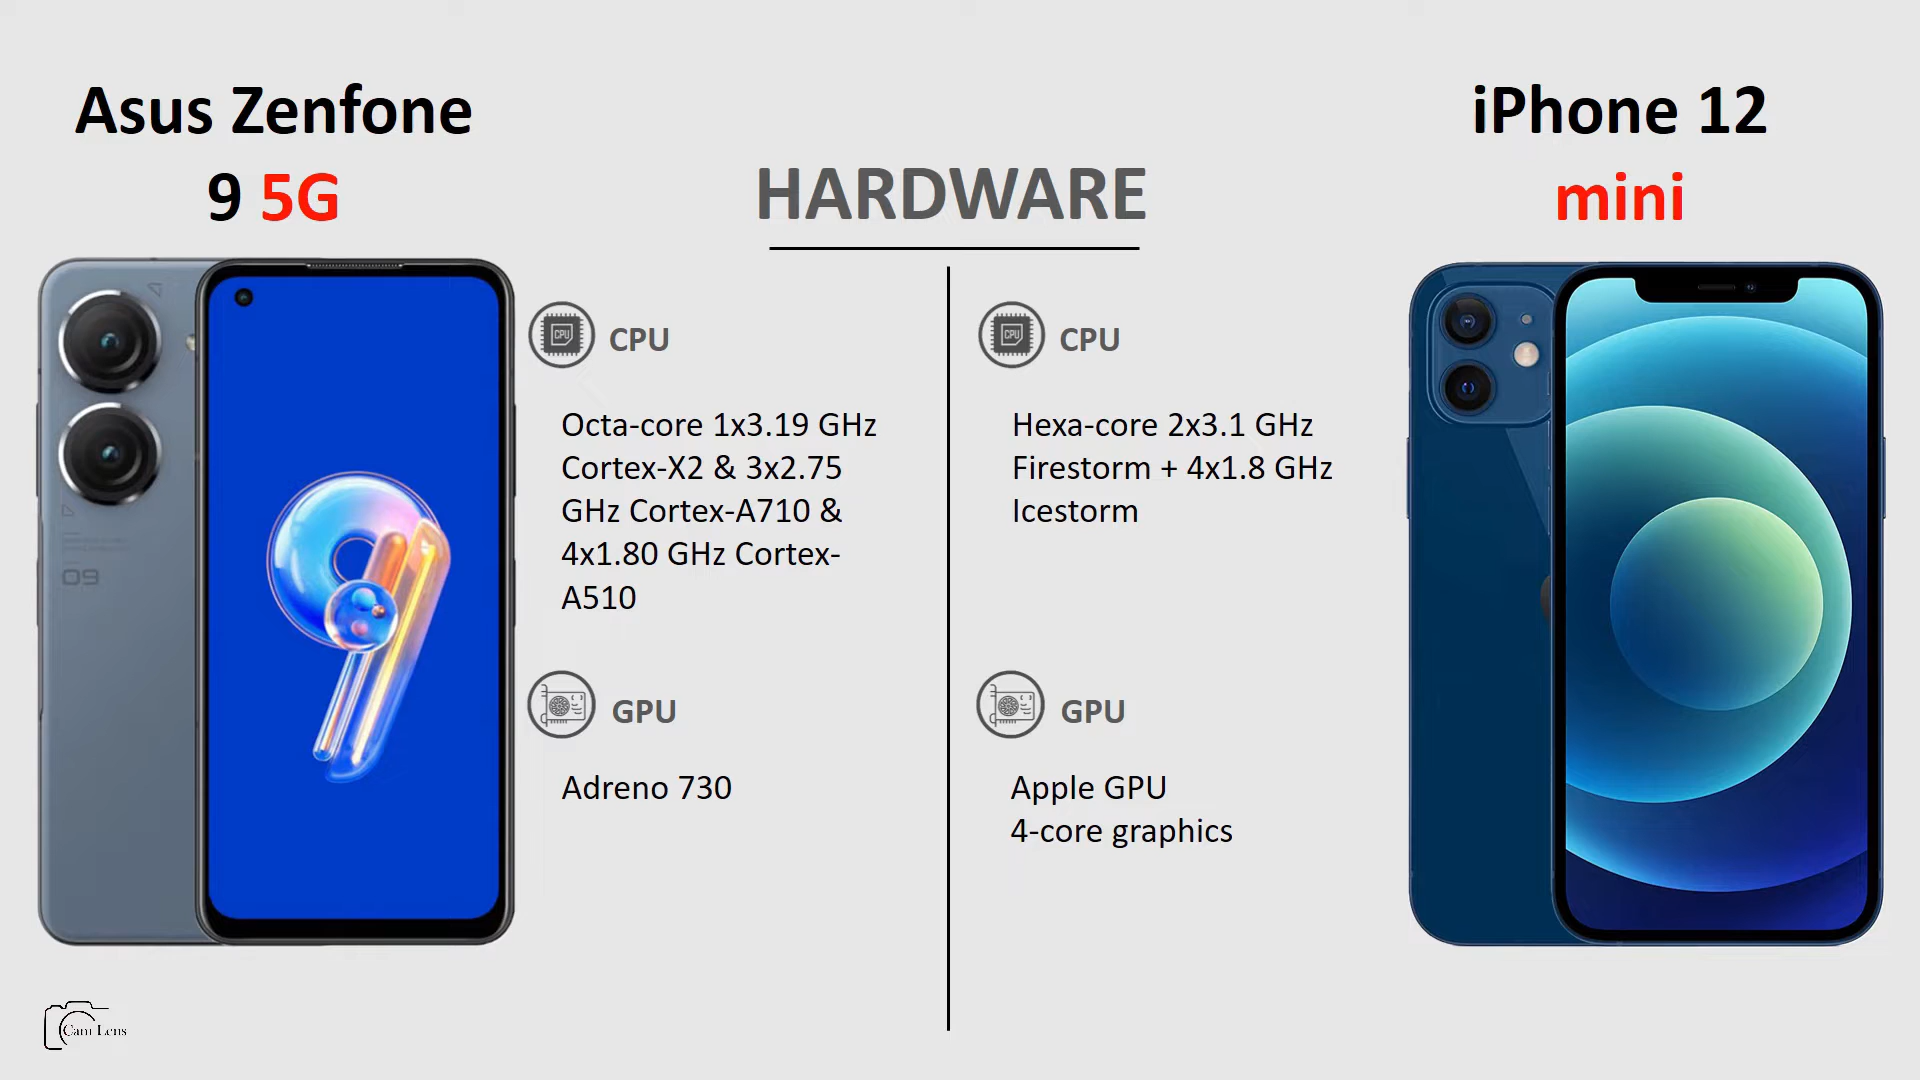 Asus Zenfone
9 5G
HARDWARE
iPhone 12
mini
CPU
Octa-core 1x3.19 GHz
Cortex-X2 & 3x2.75
GHz Cortex-A710 &
4x1.80 GHz Cortex-
A510
GPU
Adreno 730
CPU
Hexa-core 2x3.1 GHz
Firestorm + 4x1.8 GHz
Icestorm
GPU
Apple GPU
4-core graphics
09
9
Cam Lens